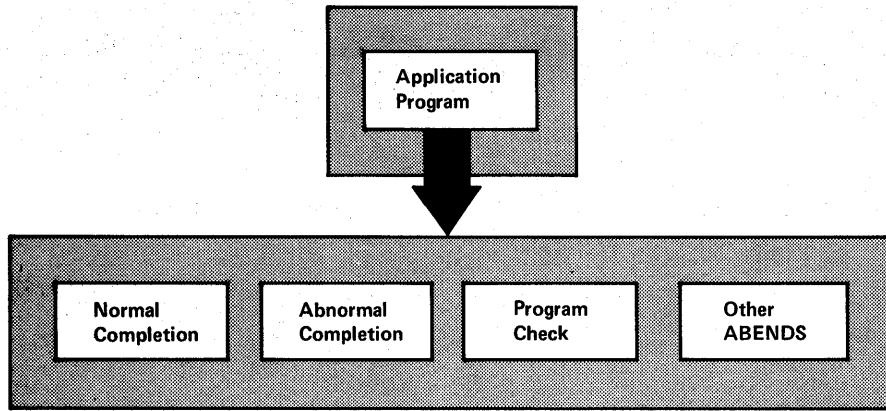 Application
Program
Normal
Completion
Abnormal
Completion
Program
Check
Other
ABENDS